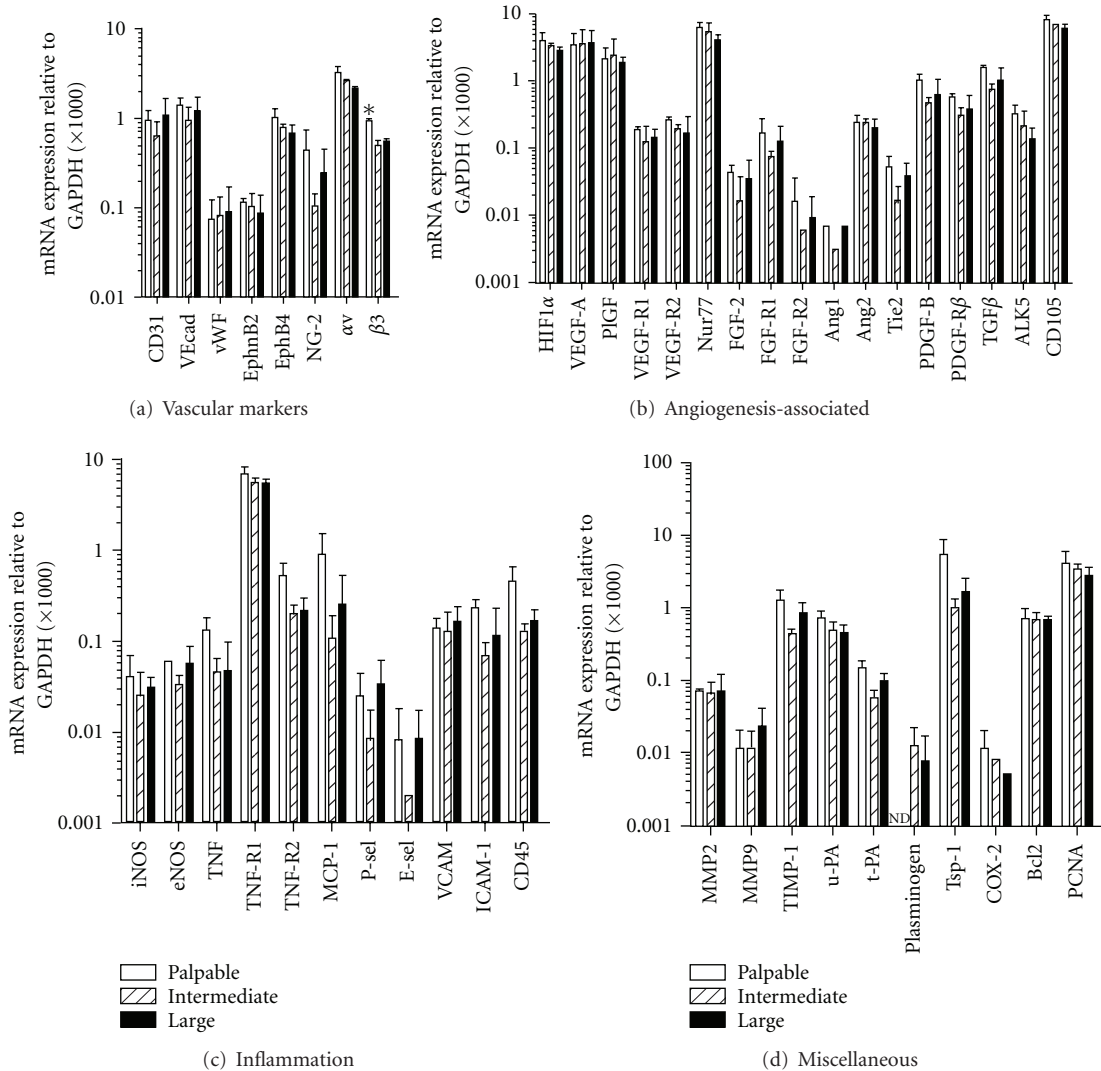 mRNA expression relative to
GAPDH (×1000)
10
1
0.1
0.01
*
CD31
VEcad
vWF
EphnB2
EphB4
NG-2
αv
β3
(a) Vascular markers
mRNA expression relative to
GAPDH (×1000)
10
1
0.1
0.01
0.001
HIF1α
VEGF-A
PlGF
VEGF-R1
VEGF-R2
Nur77
FGF-2
FGF-R1
FGF-R2
Ang1
Ang2
Tie2
PDGF-B
PDGF-Rβ
TGFβ
ALK5
CD105
(b) Angiogenesis-associated
mRNA expression relative to
GAPDH (×1000)
10
1
0.1
0.01
0.001
iNOS
eNOS
TNF
TNF-R1
TNF-R2
MCP-1
P-sel
E-sel
VCAM
ICAM-1
CD45
Palpable
Intermediate
Large
(c) Inflammation
mRNA expression relative to
GAPDH (×1000)
100
10
1
0.1
0.01
0.001
ND
MMP2
MMP9
TIMP-1
u-PA
t-PA
Plasminogen
Tsp-1
COX-2
Bcl2
PCNA
Palpable
Intermediate
Large
(d) Miscellaneous